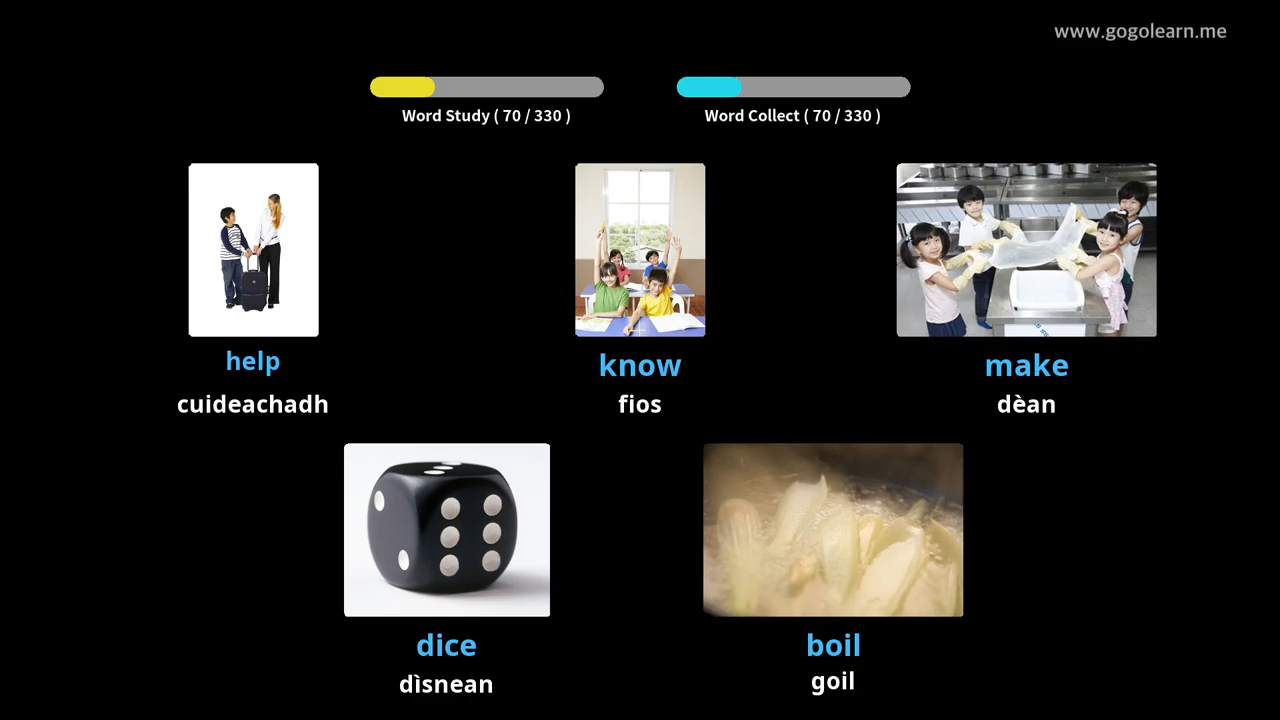 www.gogolearn.me
Word Study ( 70 / 330 )
Word Collect ( 70 / 330 )
help
know
make
cuideachadh
fios
dèan
dice
boil
dìsnean
goil